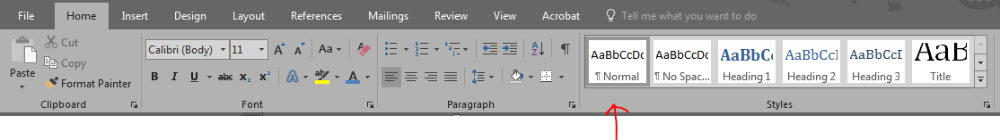 File Home Insert Design Layout References Mailings Review View Acrobat Tell me what you want to do
Cut
Copy
Format Painter
Paste
Clipboard
Calibri (Body) 11 A A Aa A
B I U abc x₂ x² A ab A
Font
A Z ¶
Paragraph
AaBbCcDc AaBbCcDc AaBbC AaBbCcI AaBbCcI AaB
¶ Normal ¶ No Spac... Heading 1 Heading 2 Heading 3 Title
Styles